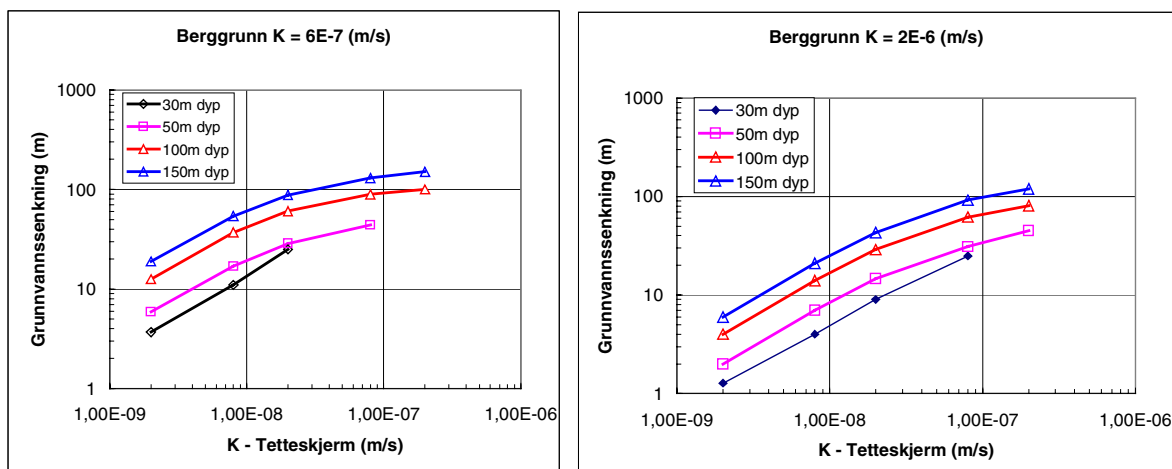 Berggrunn K = 6E-7 (m/s)
1000
100
10
1
Grunnvannssenkning (m)
30m dyp
50m dyp
100m dyp
150m dyp
1,00E-09 1,00E-08 1,00E-07 1,00E-06
K - Tetteskjerm (m/s)
Berggrunn K = 2E-6 (m/s)
1000
100
10
1
Grunnvannssenkning (m)
30m dyp
50m dyp
100m dyp
150m dyp
1,00E-09 1,00E-08 1,00E-07 1,00E-06
K - Tetteskjerm (m/s)